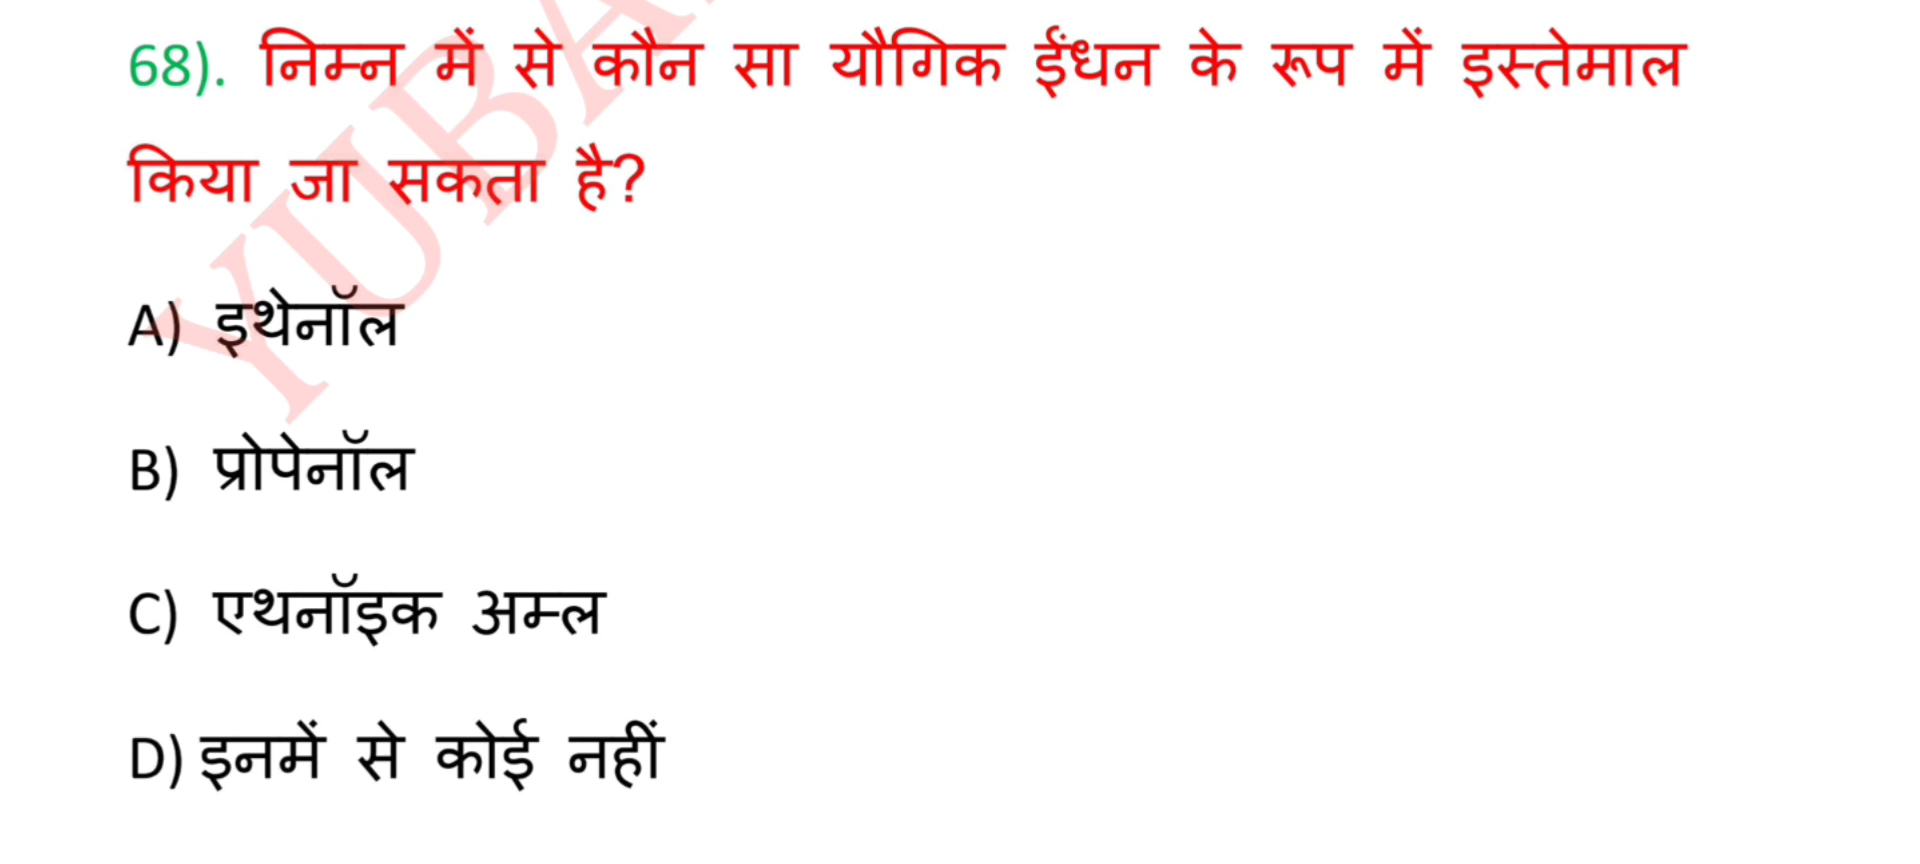 68). निम्न में से कौन सा यौगिक ईंधन के रूप में इस्तेमाल
किया जा सकता है?
A) इथेनॉल
B) प्रोपेनॉल
C) एथनॉइक अम्ल
D) इनमें से कोई नहीं